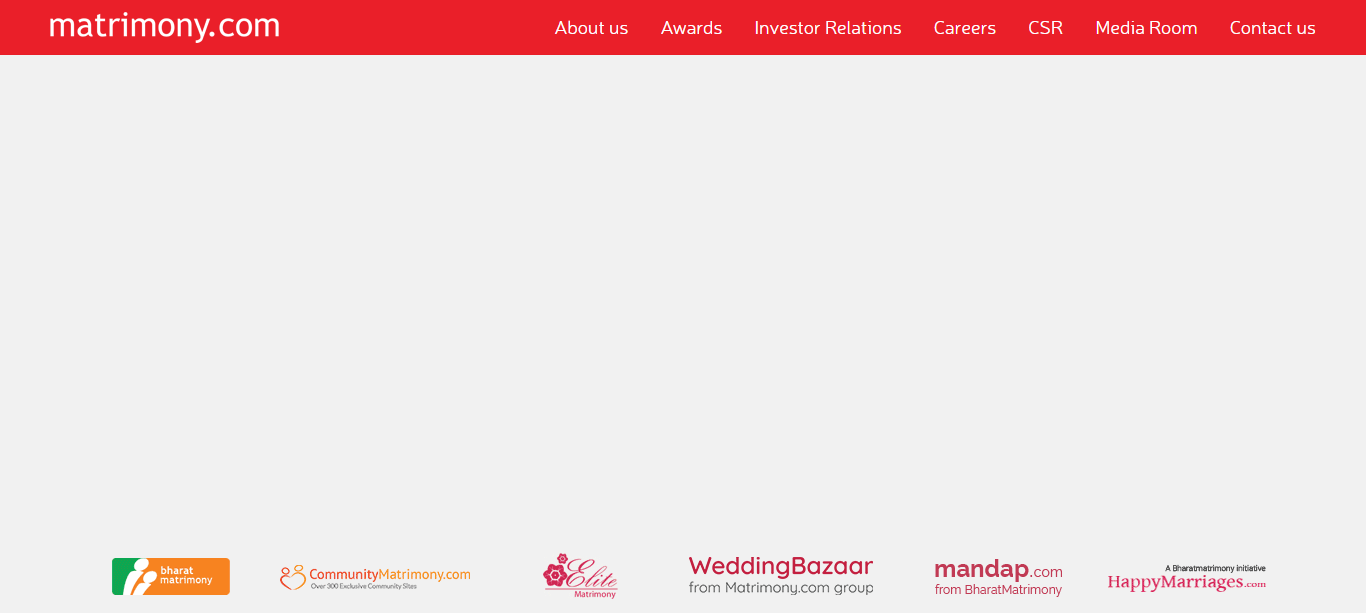 matrimony.com
About us Awards Investor Relations Careers CSR Media Room Contact us
bharat
matrimony
CommunityMatrimony.com
Over 300 Exclusive Community Sites
Elite
Matrimony
WeddingBazaar
from Matrimony.com group
mandap.com
from BharatMatrimony
A Bharatmatrimony initiative
HappyMarriages.com